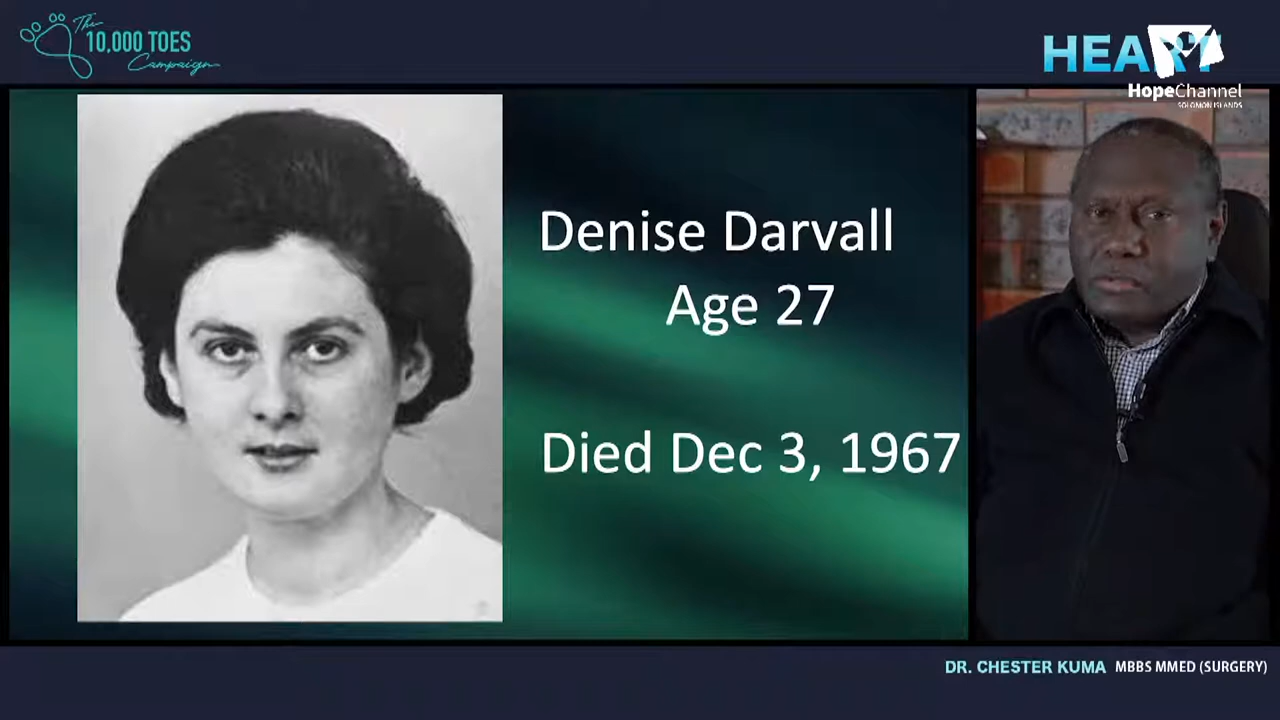 The
10,000 TOES
Campaign
HEART
HopeChannel
SOLOMON ISLANDS
Denise Darvall
Age 27
Died Dec 3, 1967
DR. CHESTER KUMA MBBS MMED (SURGERY)